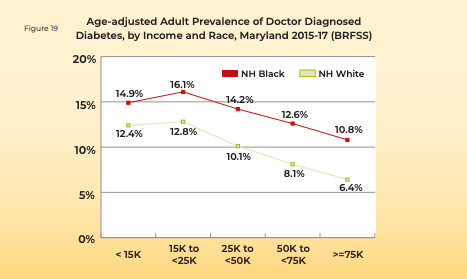 Figure 19
Age-adjusted Adult Prevalence of Doctor Diagnosed
Diabetes, by Income and Race, Maryland 2015-17 (BRFSS)
20%
NH Black
NH White
14.9%
16.1%
14.2%
12.6%
10.8%
15%
12.4%
12.8%
10.1%
8.1%
6.4%
10%
5%
0%
< 15K
15K to
<25K
25K to
<50K
50K to
<75K
>=75K